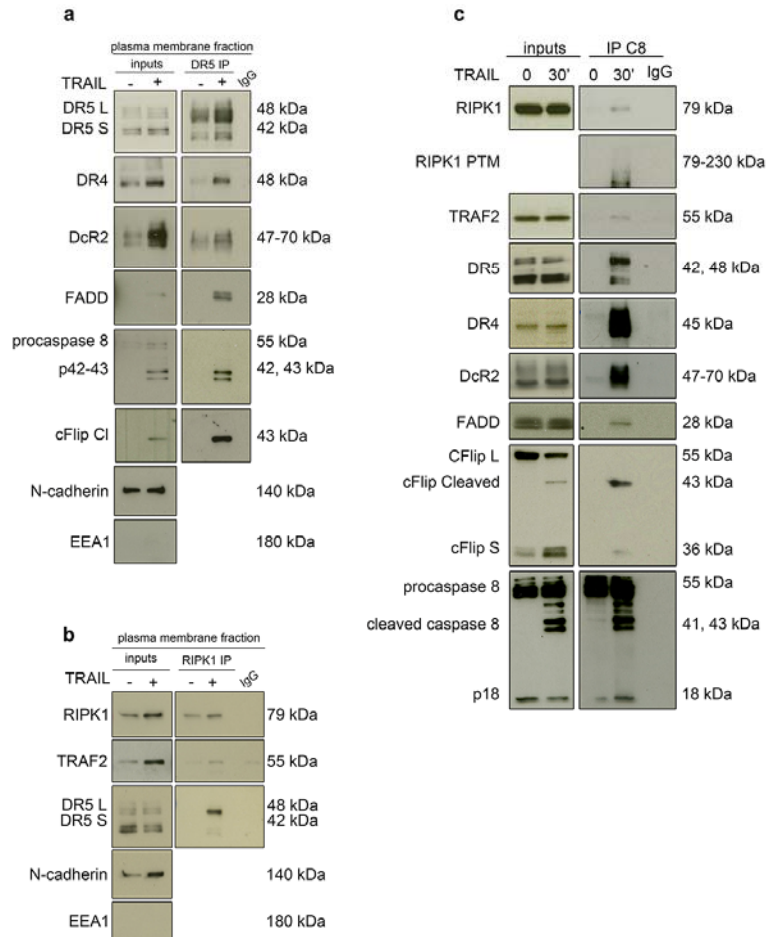 a
plasma membrane fraction
inputs DR5 IP IgG
TRAIL - + - +
DR5 L 48 kDa
DR5 S 42 kDa
DR4 48 kDa
DcR2 47-70 kDa
FADD 28 kDa
procaspase 8 55 kDa
p42-43 42, 43 kDa
cFlip Cl 43 kDa
N-cadherin 140 kDa
EEA1 180 kDa
b
plasma membrane fraction
inputs RIPK1 IP IgG
TRAIL - + - +
RIPK1 79 kDa
TRAF2 55 kDa
DR5 L 48 kDa
DR5 S 42 kDa
N-cadherin 140 kDa
EEA1 180 kDa
c
inputs IP C8
TRAIL 0 30' 0 30' IgG
RIPK1 79 kDa
RIPK1 PTM 79-230 kDa
TRAF2 55 kDa
DR5 42, 48 kDa
DR4 45 kDa
DcR2 47-70 kDa
FADD 28 kDa
CFlip L 55 kDa
cFlip Cleaved 43 kDa
cFlip S 36 kDa
procaspase 8 55 kDa
cleaved caspase 8 41, 43 kDa
p18 18 kDa